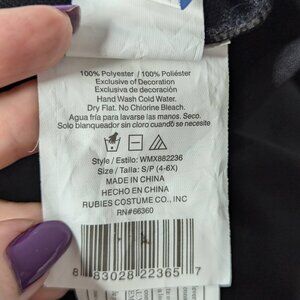 100% Polyester / 100% Poliéster
Exclusive of Decoration
Exclusiva de decoración
Hand Wash Cold Water.
Dry Flat. No Chlorine Bleach.
Agua fría para lavarse las manos. Seco.
Solo blanqueador sin cloro cuando se necesite
Style / Estilo: WMX882236
Size / Talla: S/P (4-6X)
MADE IN CHINA
HECHO EN CHINA
RUBIES COSTUME CO., INC
RN#66360
8 83028 22365 7